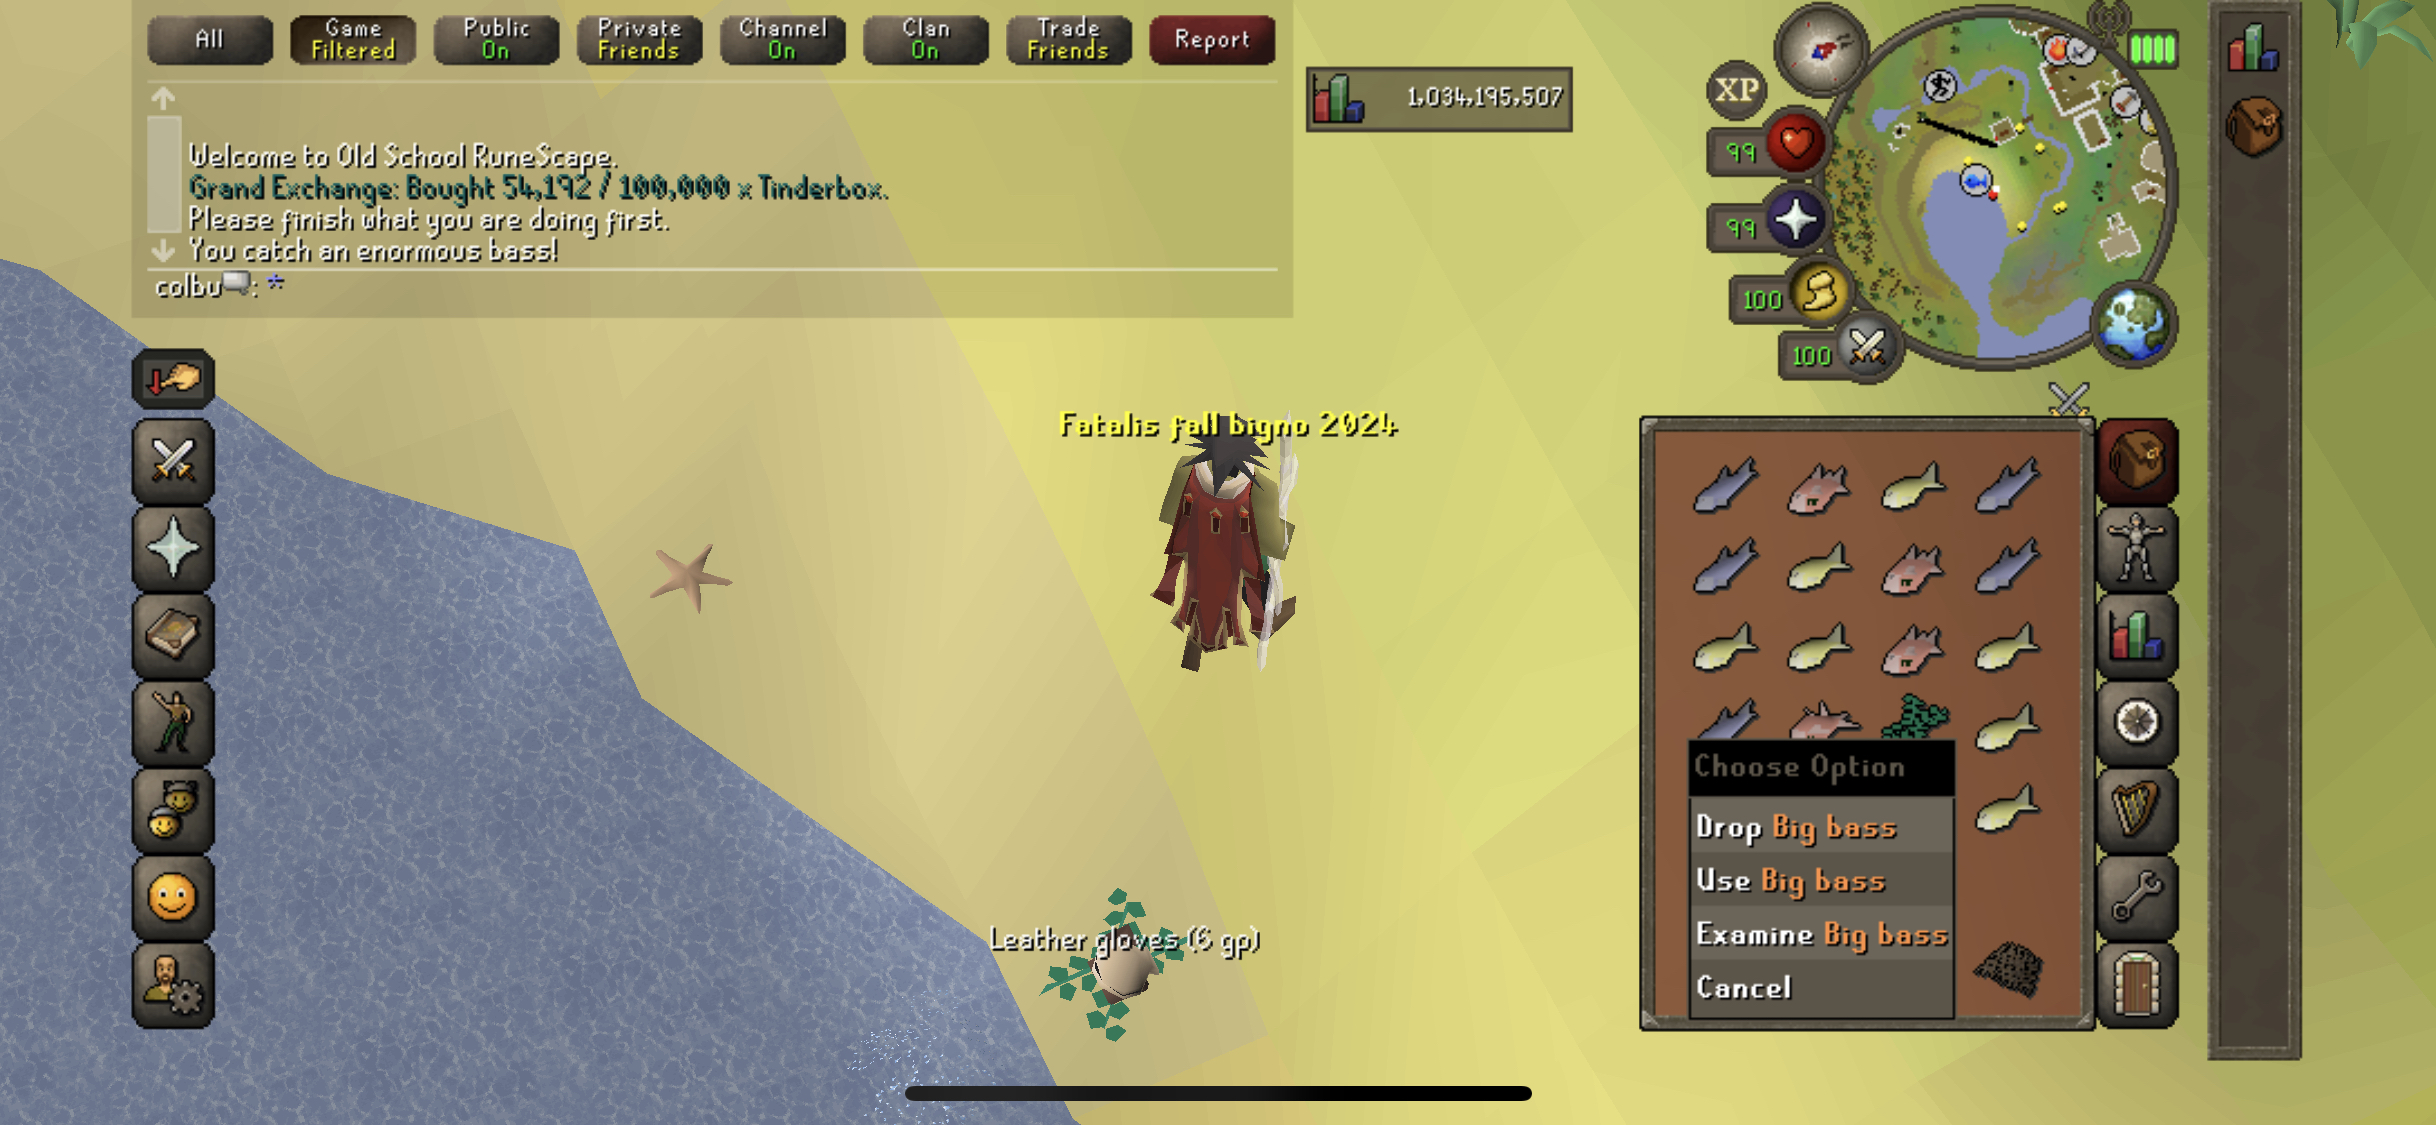 All
Game
Filtered
Public
On
Private
Friends
Channel
On
Clan
On
Trade
Friends
Report
Welcome to Old School RuneScape.
Grand Exchange: Bought 54,192 / 100,000 x Tinderbox.
Please finish what you are doing first.
You catch an enormous bass!
colbu: *
1,034,195,507
XP
99
99
100
100
Fatalis fall bigno 2024
Leather gloves (6 gp)
Choose Option
Drop Big bass
Use Big bass
Examine Big bass
Cancel